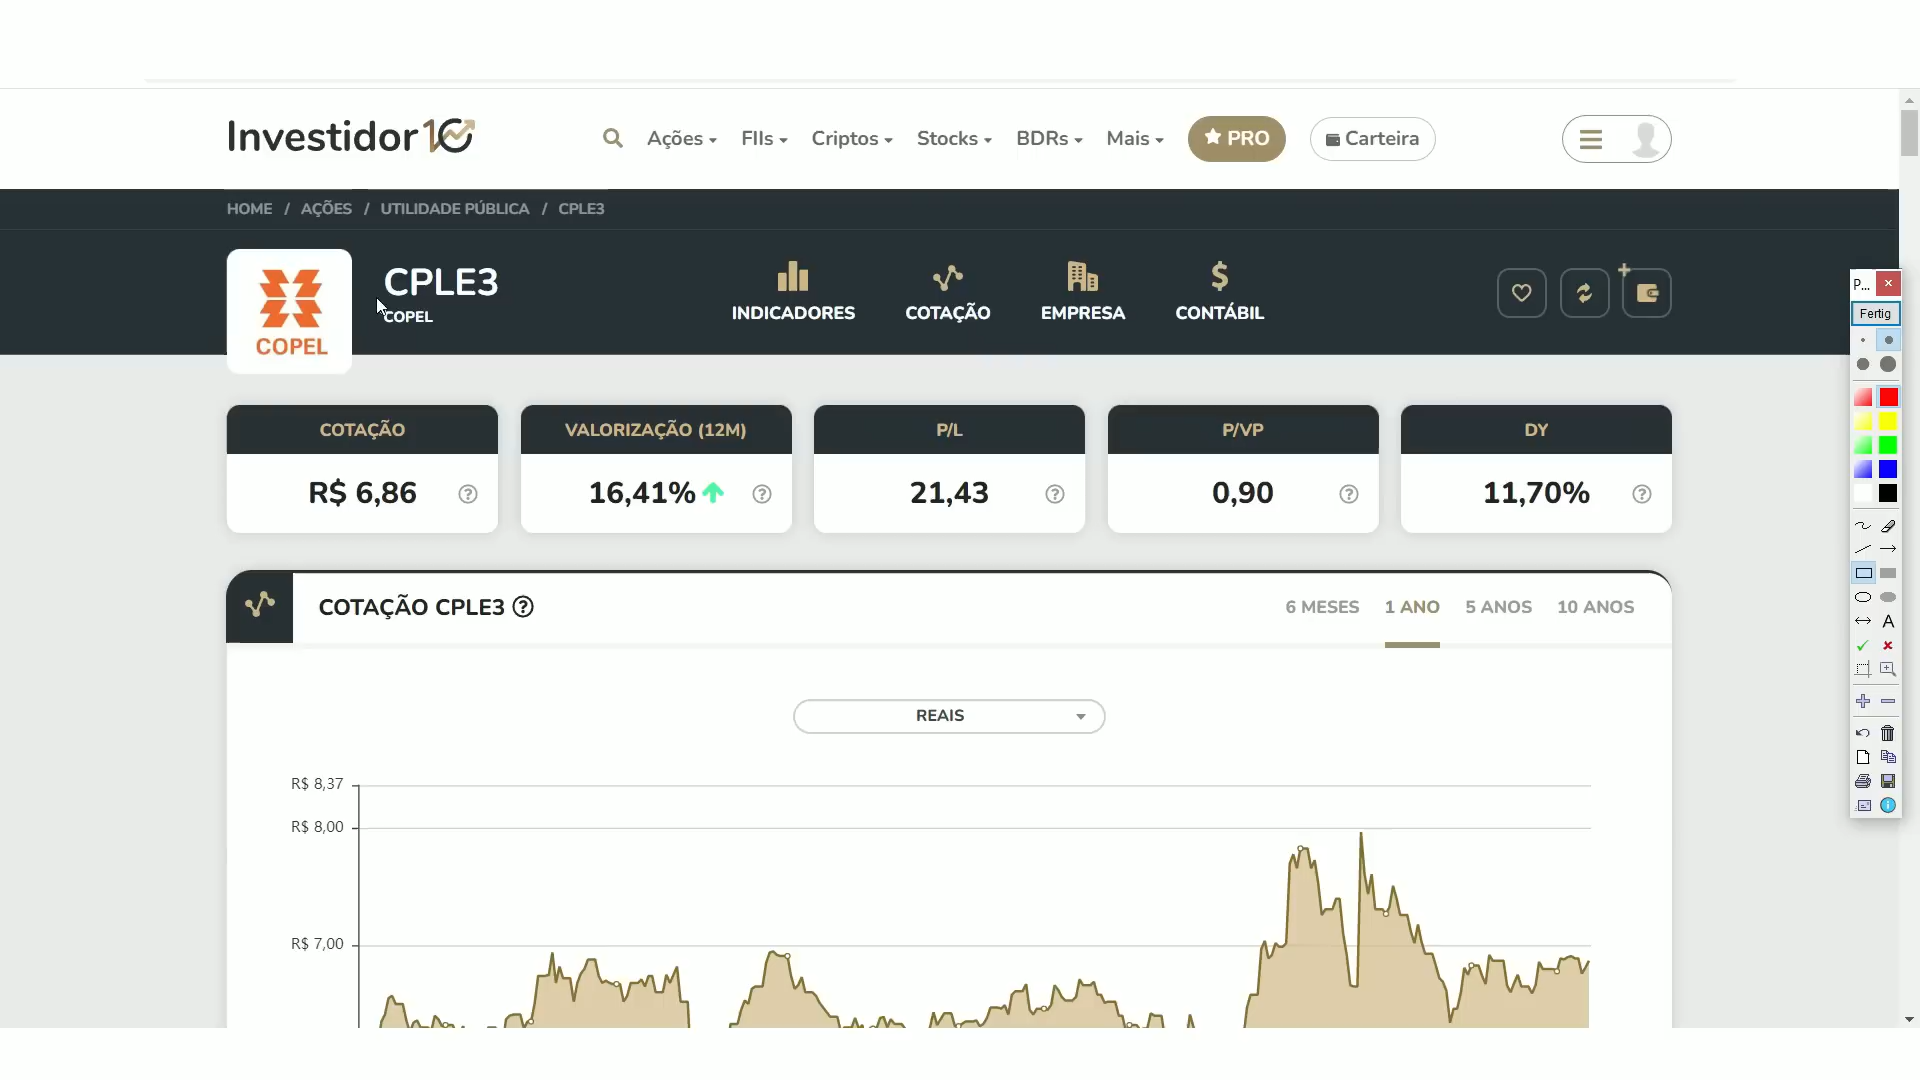 Investidor10
Ações FIIs Criptos Stocks BDRs Mais PRO Carteira
HOME / AÇÕES / UTILIDADE PÚBLICA / CPLE3
CPLE3
COPEL
COPEL
INDICADORES COTAÇÃO EMPRESA CONTÁBIL
P...
Fertig
A
COTAÇÃO VALORIZAÇÃO (12M) P/L P/VP DY
R$ 6,86 16,41% 21,43 0,90 11,70%
COTAÇÃO CPLE3
6 MESES 1 ANO 5 ANOS 10 ANOS
REAIS
R$ 8,37
R$ 8,00
R$ 7,00